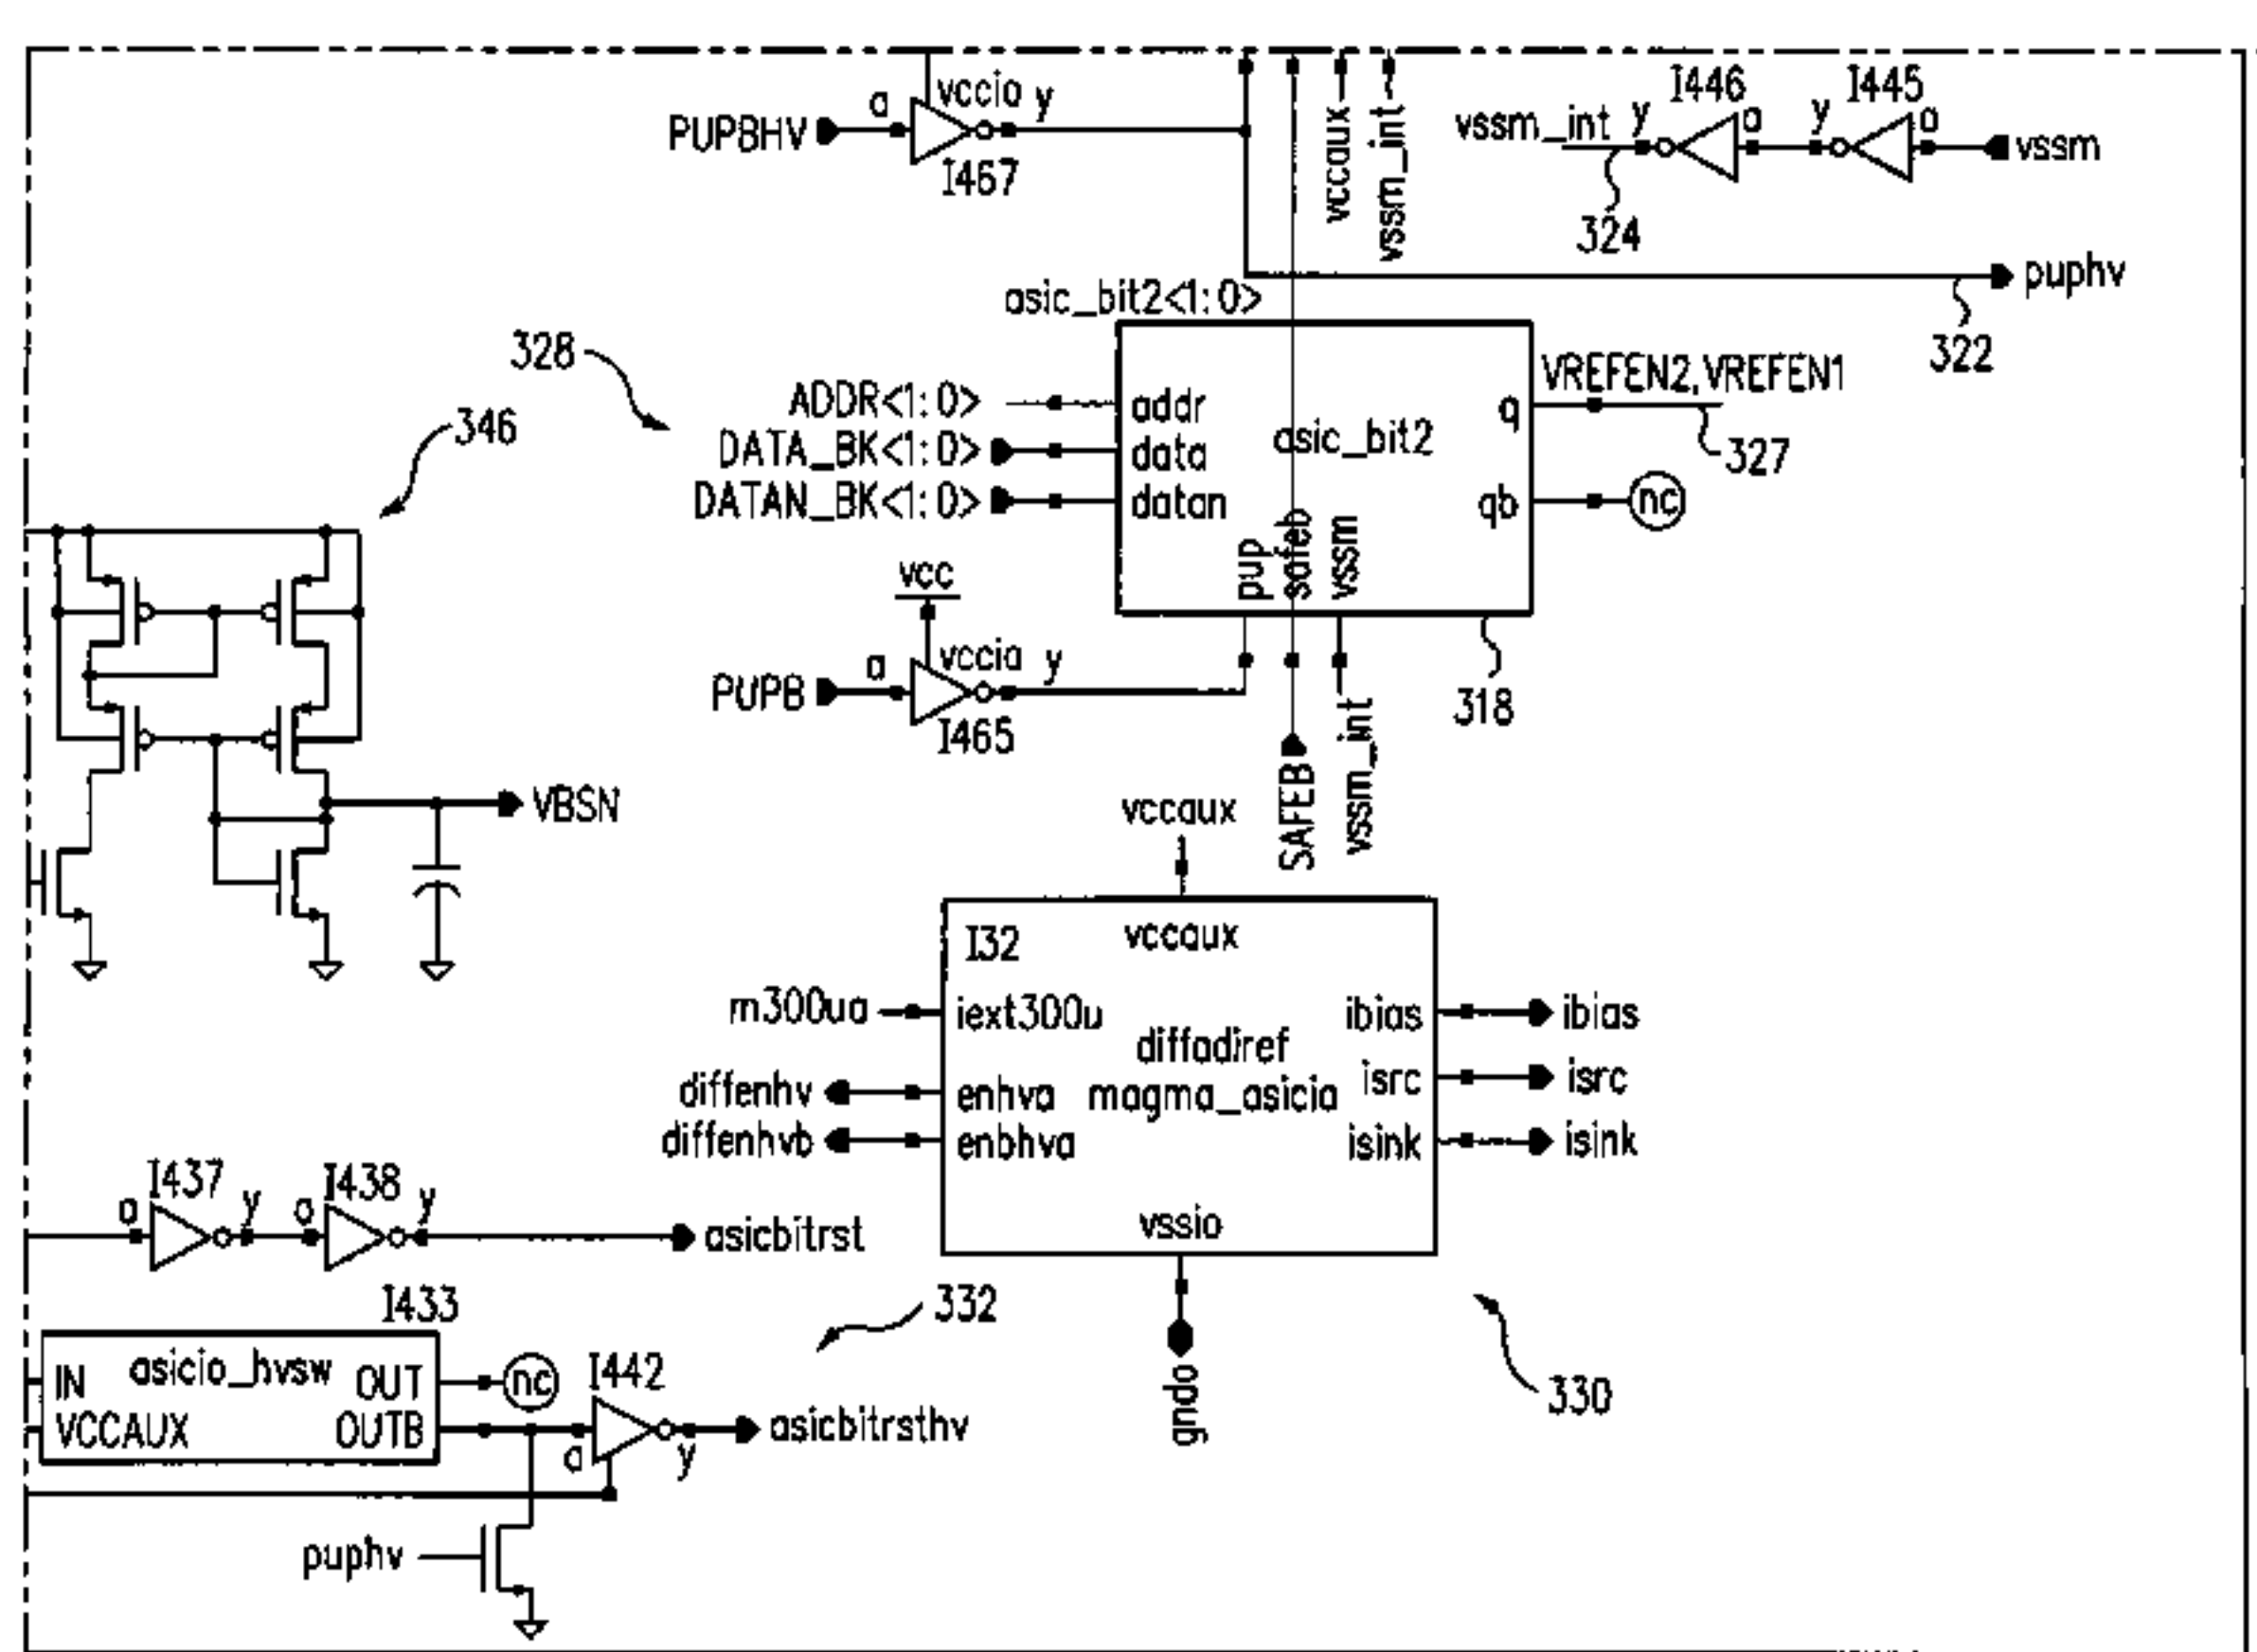 PUPBHV
a
vccio
y
I467
vccaux
vssm_int
I446
I445
vssm_int
y
a
y
a
vssm
324
puphv
322
asic_bit2<1:0>
328
ADDR<1:0>
DATA_BK<1:0>
DATAN_BK<1:0>
addr
data
datan
asic_bit2
q
qb
VREFEN2,VREFEN1
327
nc
pup
safeb
vssm
318
346
vcc
PUPB
a
vccio
y
I465
SAFEB
vssm_int
VBSN
vccaux
I32
vccaux
m300ua
iext300u
diffadiref
magma_asicia
diffenhv
enhva
diffenhvb
enbhva
ibias
ibias
isrc
isrc
isink
isink
vssio
gndo
330
I437
I438
a
y
a
y
asicbitrst
332
I433
asicio_hvsw
IN
VCCAUX
OUT
OUTB
nc
I442
a
y
asicbitrsthv
puphv